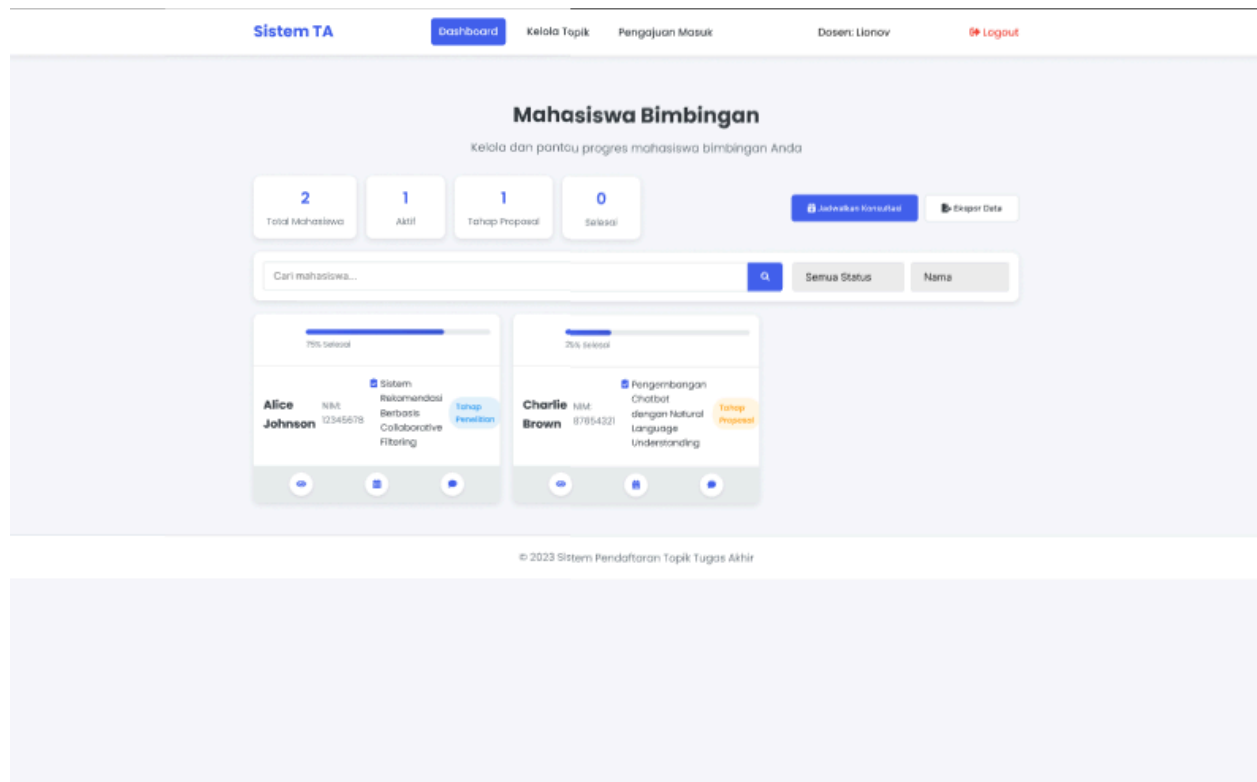 Sistem TA
Dashboard
Kelola Topik
Pengajuan Masuk
Dosen: Lionov
Logout
Mahasiswa Bimbingan
Kelola dan pantau progres mahasiswa bimbingan Anda
2
Total Mahasiswa
1
Aktif
1
Tahap Proposal
0
Selesai
Jadwalkan Konsultasi
Ekspor Data
Cari mahasiswa...
Semua Status
Nama
75% Selesai
Alice
Johnson
NIM:
12345678
Sistem
Rekomendasi
Berbasis
Collaborative
Filtering
Tahap
Penelitian
25% Selesai
Charlie
Brown
NIM:
87654321
Pengembangan
Chatbot
dengan Natural
Language
Understanding
Tahap
Proposal
© 2023 Sistem Pendaftaran Topik Tugas Akhir